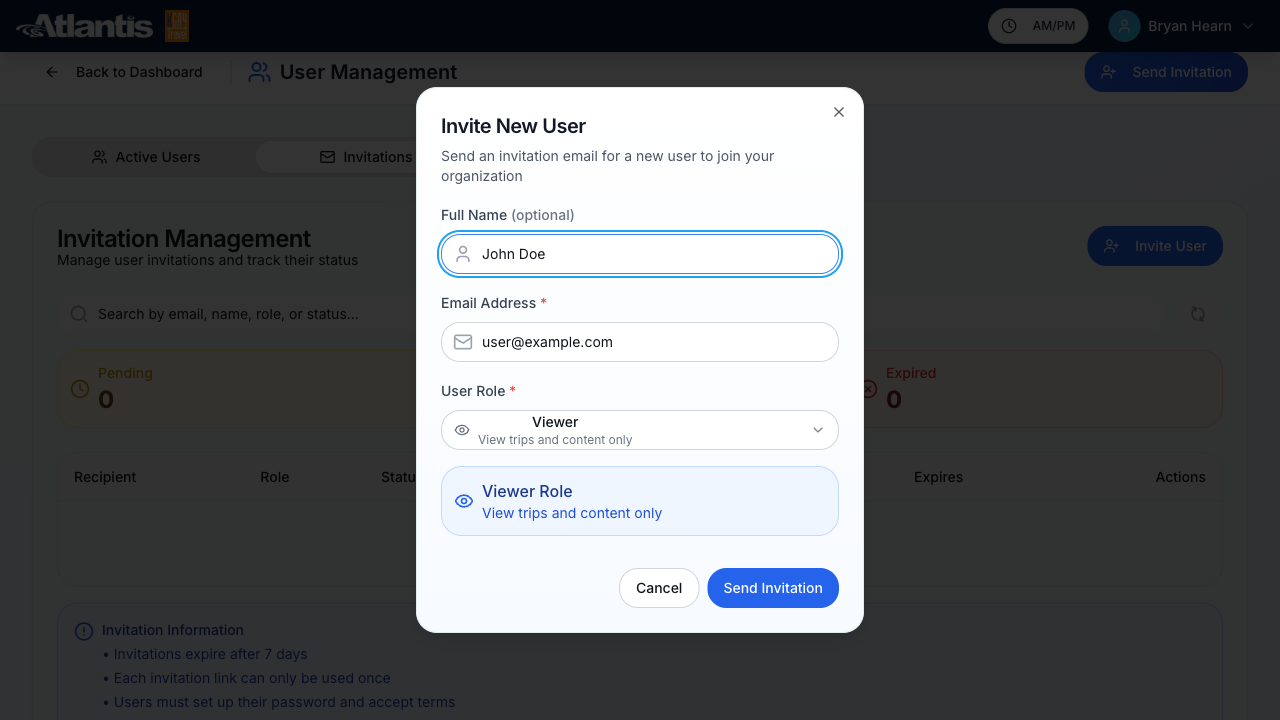 Atlantis
AM/PM
Bryan Hearn
Back to Dashboard
User Management
Send Invitation
Active Users
Invitations
Invitation Management
Manage user invitations and track their status
Invite User
Search by email, name, role, or status...
Pending
0
Expired
0
Recipient
Role
Expires
Actions
Invitation Information
• Invitations expire after 7 days
• Each invitation link can only be used once
• Users must set up their password and accept terms
Invite New User
Send an invitation email for a new user to join your
organization
Full Name (optional)
John Doe
Email Address *
user@example.com
User Role *
Viewer
View trips and content only
Viewer Role
View trips and content only
Cancel
Send Invitation